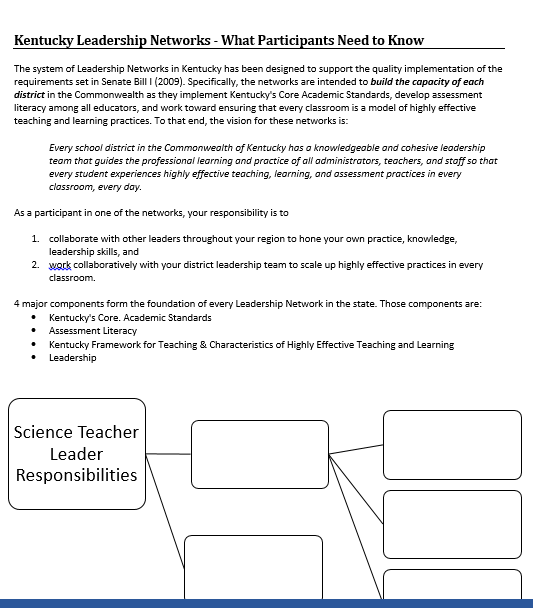 Kentucky Leadership Networks - What Participants Need to Know
The system of Leadership Networks in Kentucky has been designed to support the quality implementation of the
requirements set in Senate Bill I (2009). Specifically, the networks are intended to build the capacity of each
district in the Commonwealth as they implement Kentucky's Core Academic Standards, develop assessment
literacy among all educators, and work toward ensuring that every classroom is a model of highly effective
teaching and learning practices. To that end, the vision for these networks is:
Every school district in the Commonwealth of Kentucky has a knowledgeable and cohesive leadership
team that guides the professional learning and practice of all administrators, teachers, and staff so that
every student experiences highly effective teaching, learning, and assessment practices in every
classroom, every day.
As a participant in one of the networks, your responsibility is to
1. collaborate with other leaders throughout your region to hone your own practice, knowledge,
leadership skills, and
2. work collaboratively with your district leadership team to scale up highly effective practices in every
classroom.
4 major components form the foundation of every Leadership Network in the state. Those components are:
• Kentucky's Core. Academic Standards
• Assessment Literacy
• Kentucky Framework for Teaching & Characteristics of Highly Effective Teaching and Learning
• Leadership
Science Teacher
Leader
Responsibilities